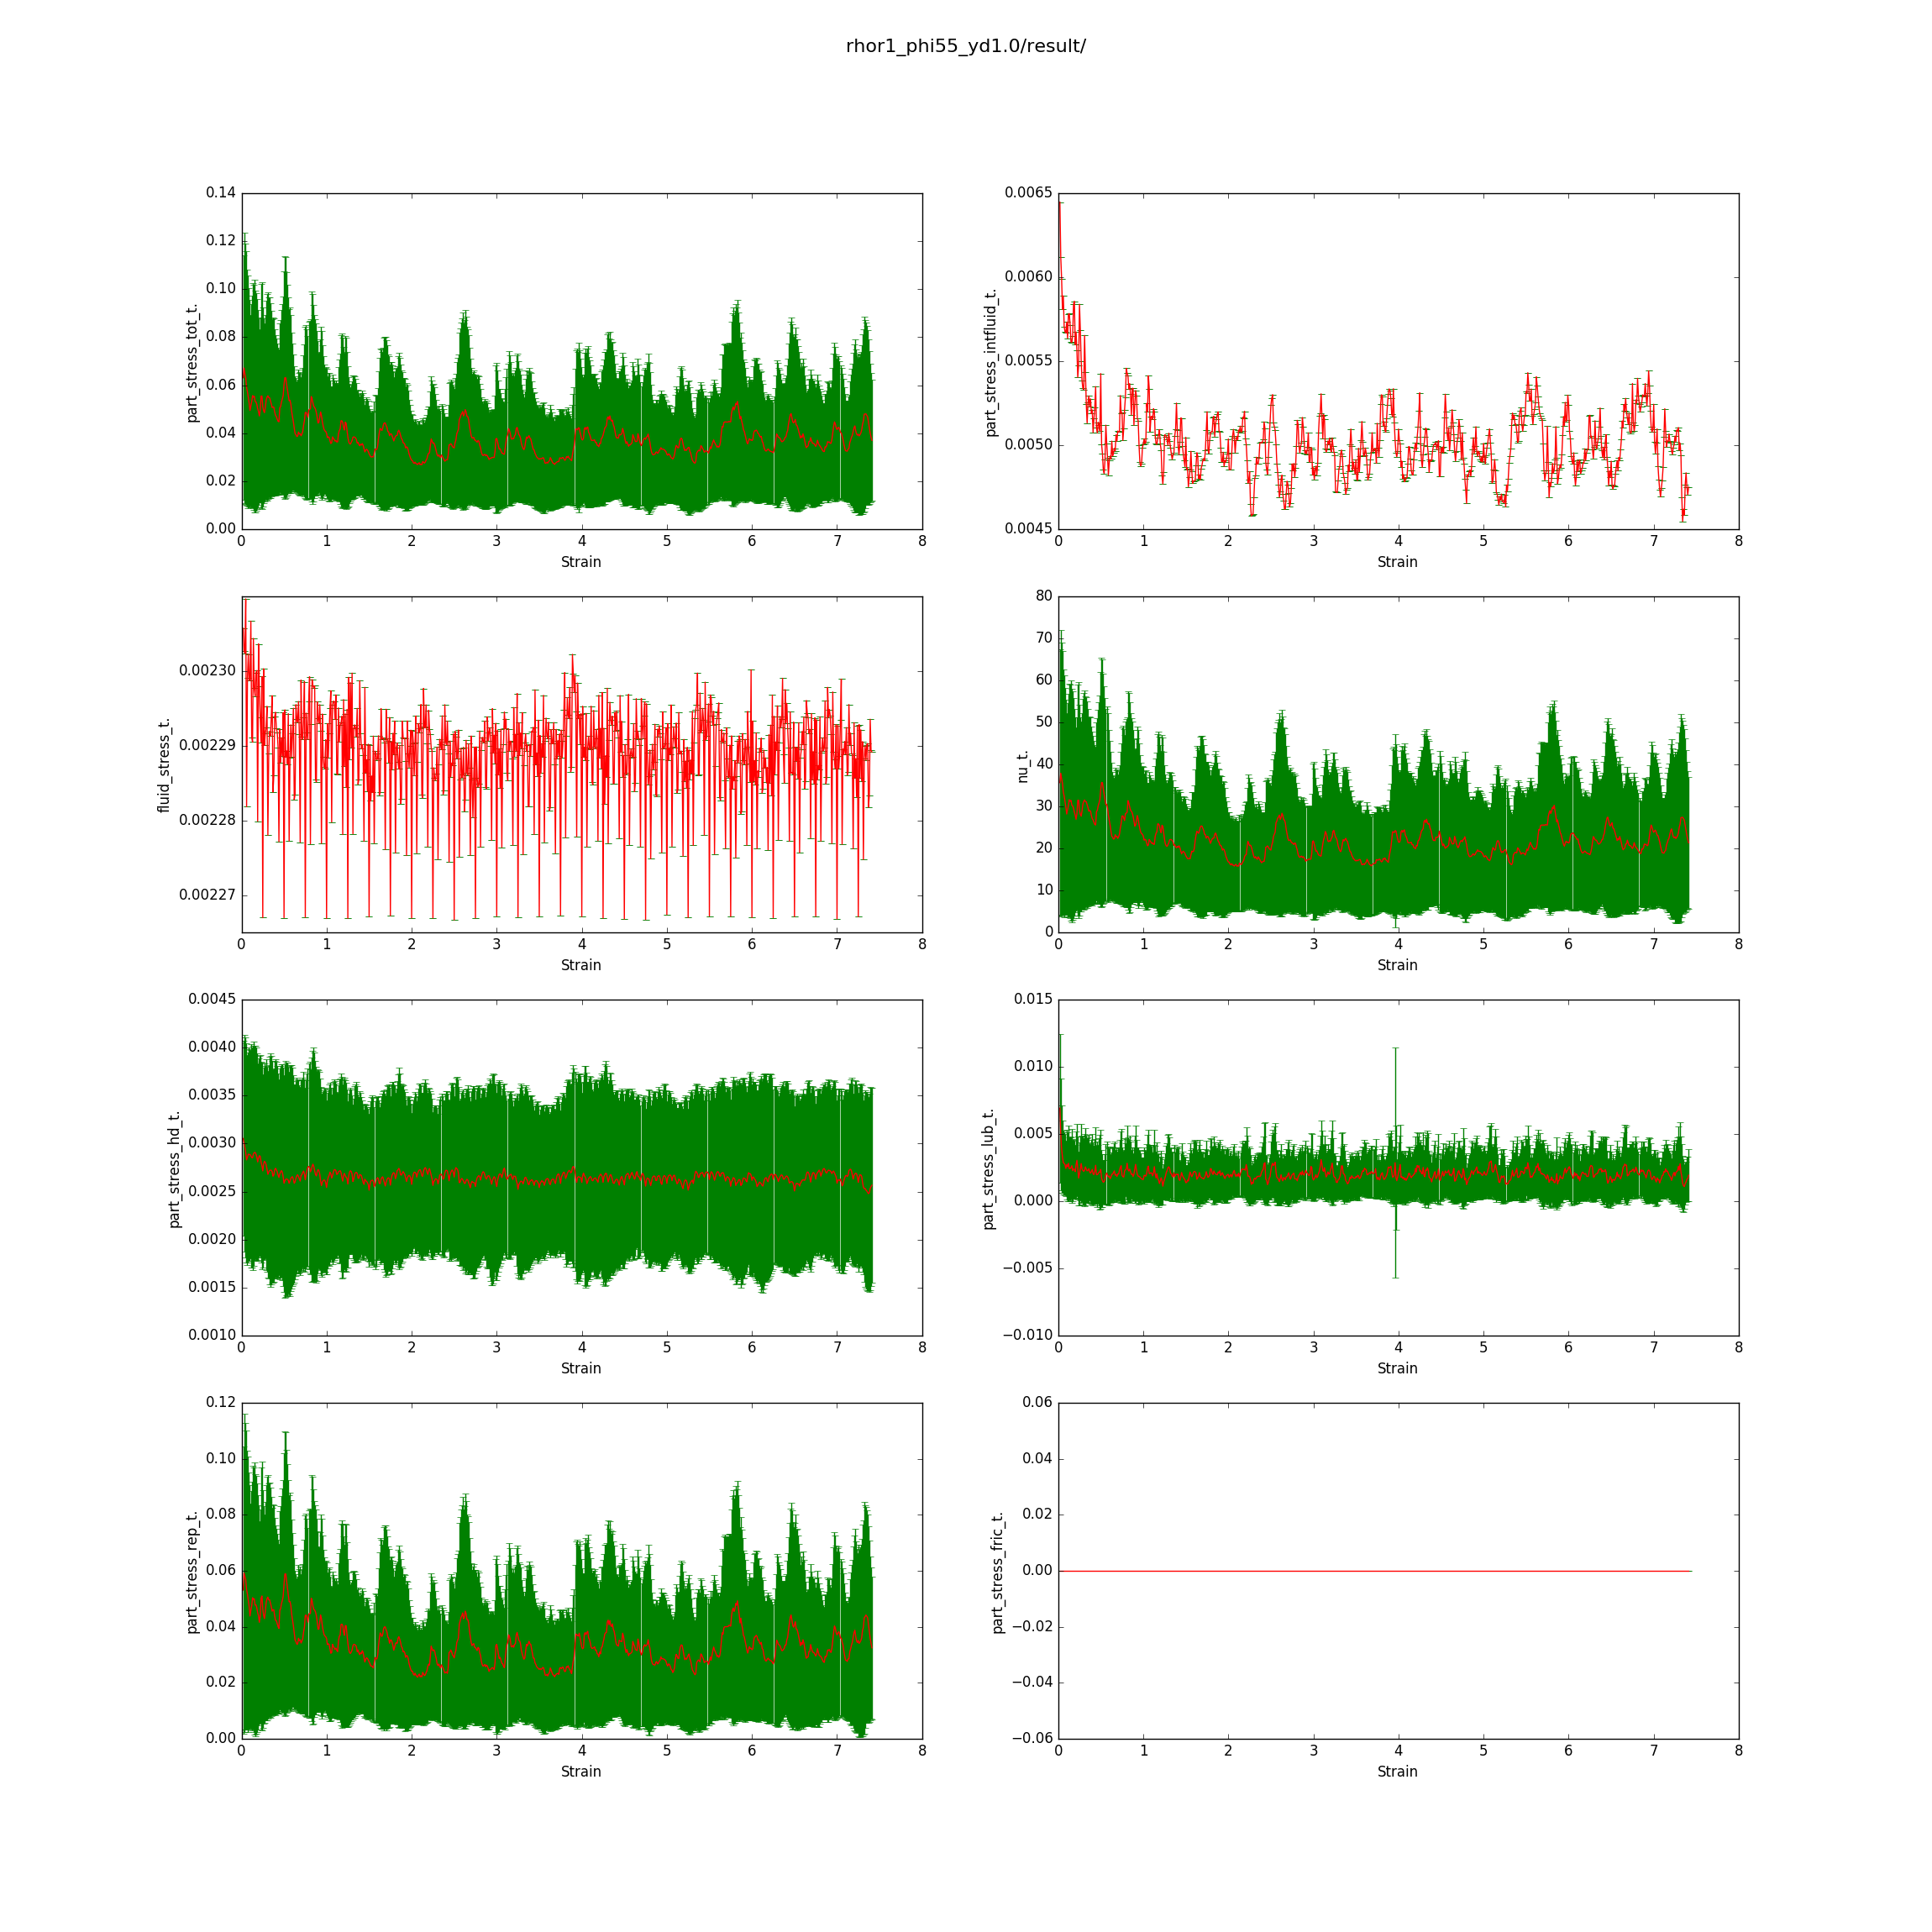 rhor1_phi55_yd1.0/result/
0.14
0.12
0.10
0.08
0.06
0.04
0.02
0.00
part_stress_tot_t.
0 1 2 3 4 5 6 7 8
Strain
0.0065
0.0060
0.0055
0.0050
0.0045
part_stress_intfluid_t.
0 1 2 3 4 5 6 7 8
Strain
0.00230
0.00229
0.00228
0.00227
fluid_stress_t.
0 1 2 3 4 5 6 7 8
Strain
80
70
60
50
40
30
20
10
0
nu_t.
0 1 2 3 4 5 6 7 8
Strain
0.0045
0.0040
0.0035
0.0030
0.0025
0.0020
0.0015
0.0010
part_stress_hd_t.
0 1 2 3 4 5 6 7 8
Strain
0.015
0.010
0.005
0.000
−0.005
−0.010
part_stress_lub_t.
0 1 2 3 4 5 6 7 8
Strain
0.12
0.10
0.08
0.06
0.04
0.02
0.00
part_stress_rep_t.
0 1 2 3 4 5 6 7 8
Strain
0.06
0.04
0.02
0.00
−0.02
−0.04
−0.06
part_stress_fric_t.
0 1 2 3 4 5 6 7 8
Strain